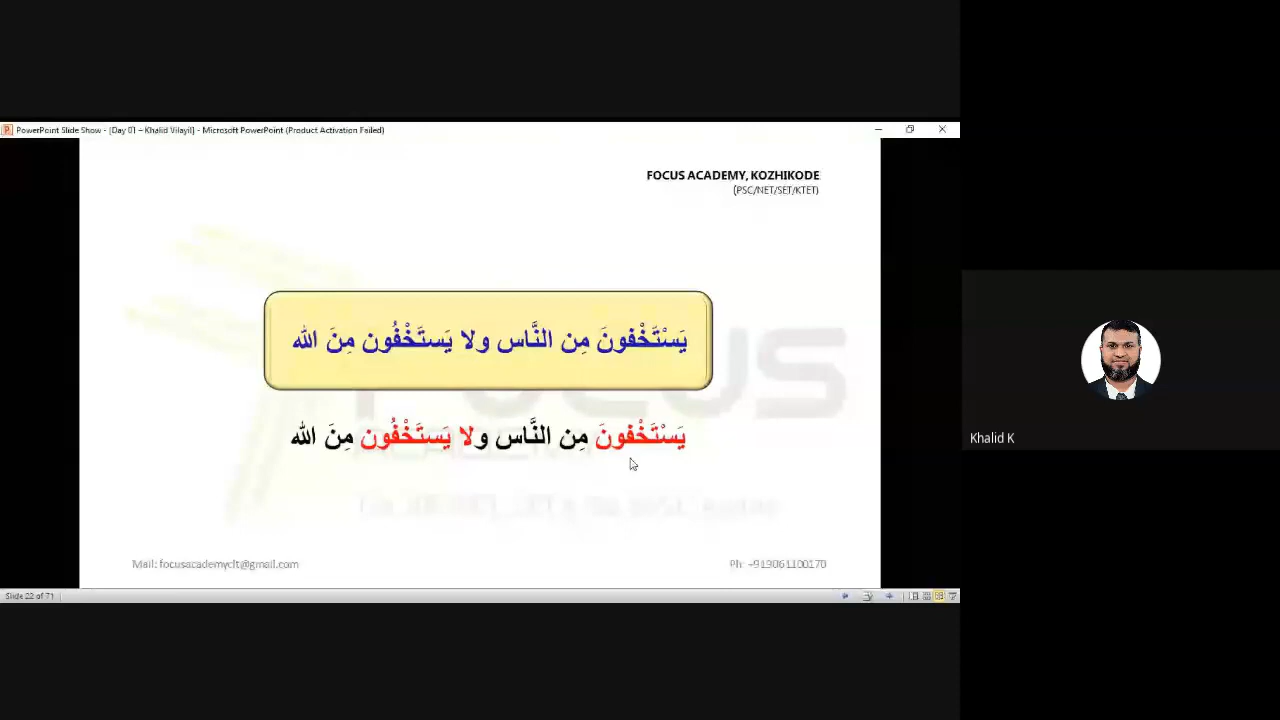 PowerPoint Slide Show - [Day 01 – Khalid Vilayil] - Microsoft PowerPoint (Product Activation Failed)
FOCUS ACADEMY, KOZHIKODE
(PSC/NET/SET/KTET)
يَسْتَخْفونَ مِن النَّاس ولا يَستَخْفُون مِنَ الله
يَسْتَخْفونَ مِن النَّاس ولا يَستَخْفُون مِنَ الله
FOCUS
ACADEMY
Khalid K
Mail: focusacademyclt@gmail.com
Ph: +919061100170
Slide 22 of 71